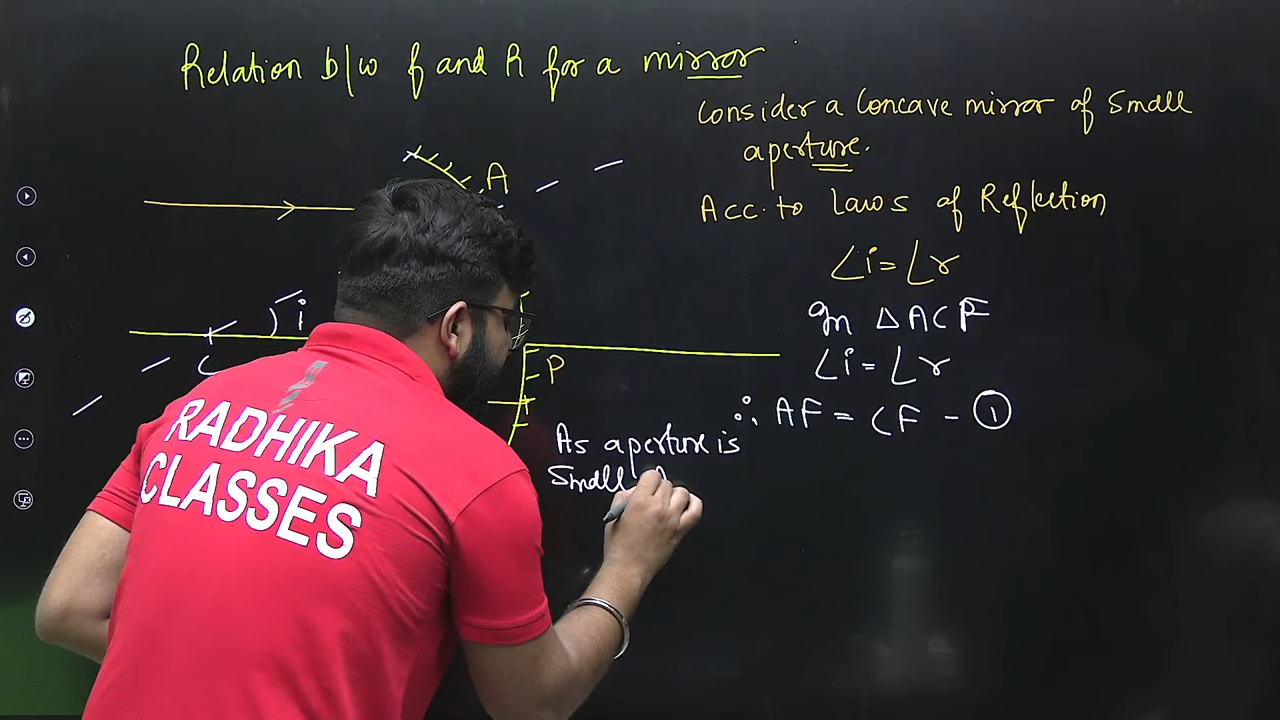 Relation b/w f and R for a mirror
Consider a Concave mirror of small
aperture.
Acc. to laws of Reflection
∠i = ∠r
In ΔACF
∠i = ∠r
∴ AF = CF - ①
A
i
C
P
As aperture is
Small
RADHIKA
CLASSES